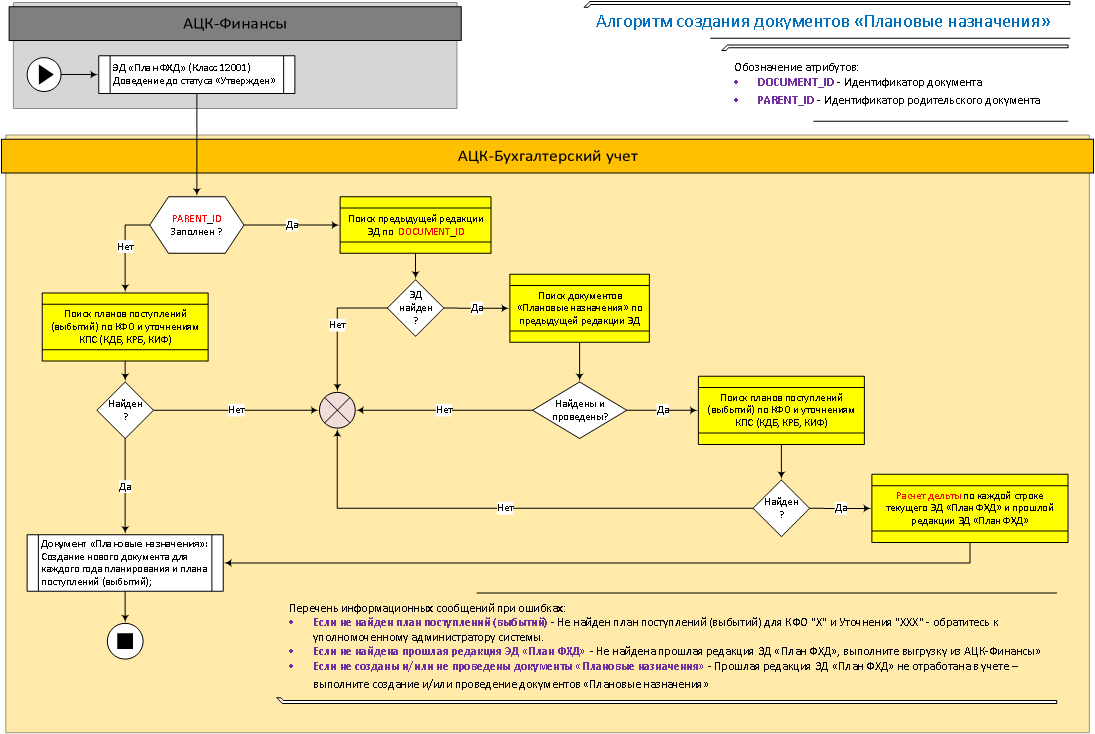 АЦК-Финансы
Алгоритм создания документов «Плановые назначения»
ЭД «План ФХД» (Класс 12001)
Доведение до статуса «Утвержден»
Обозначение атрибутов:
• DOCUMENT_ID - Идентификатор документа
• PARENT_ID - Идентификатор родительского документа
АЦК-Бухгалтерский учет
PARENT_ID
Заполнен ?
Да
Нет
Поиск предыдущей редакции
ЭД по DOCUMENT_ID
ЭД
найден
?
Да
Нет
Поиск документов
«Плановые назначения» по
предыдущей редакции ЭД
Поиск планов поступлений
(выбытий) по КФО и уточнениям
КПС (КДБ, КРБ, КИФ)
Найден
?
Нет
Да
Найдены и
проведены?
Нет
Да
Поиск планов поступлений
(выбытий) по КФО и уточнениям
КПС (КДБ, КРБ, КИФ)
Найден
?
Нет
Да
Расчет дельты по каждой строке
текущего ЭД «План ФХД» и прошлой
редакции ЭД «План ФХД»
Документ «Плановые назначения»:
Создание нового документа для
каждого года планирования и плана
поступлений (выбытий);
Перечень информационных сообщений при ошибках:
• Если не найден план поступлений (выбытий) - Не найден план поступлений (выбытий) для КФО "X" и Уточнения "XXX" - обратитесь к
уполномоченному администратору системы.
• Если не найдена прошлая редакция ЭД «План ФХД» - Не найдена прошлая редакция ЭД «План ФХД», выполните выгрузку из АЦК-Финансы»
• Если не созданы и/или не проведены документы «Плановые назначения» - Прошлая редакция ЭД «План ФХД» не отработана в учете –
выполните создание и/или проведение документов «Плановые назначения»